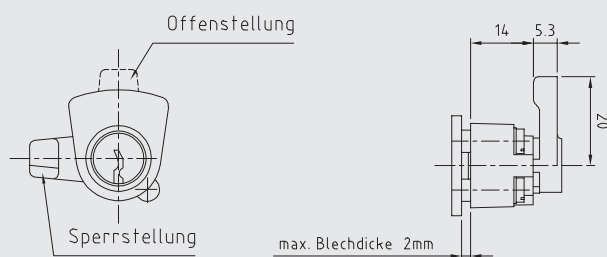 Offenstellung
14 5.3
20
Sperrstellung
max. Blechdicke 2mm